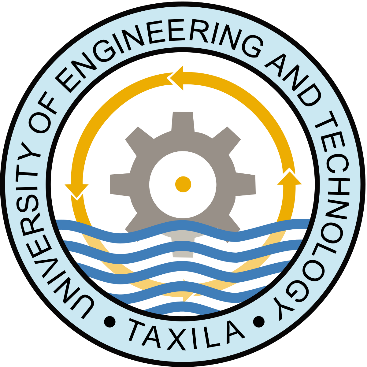 UNIVERSITY OF ENGINEERING AND TECHNOLOGY
• TAXILA •